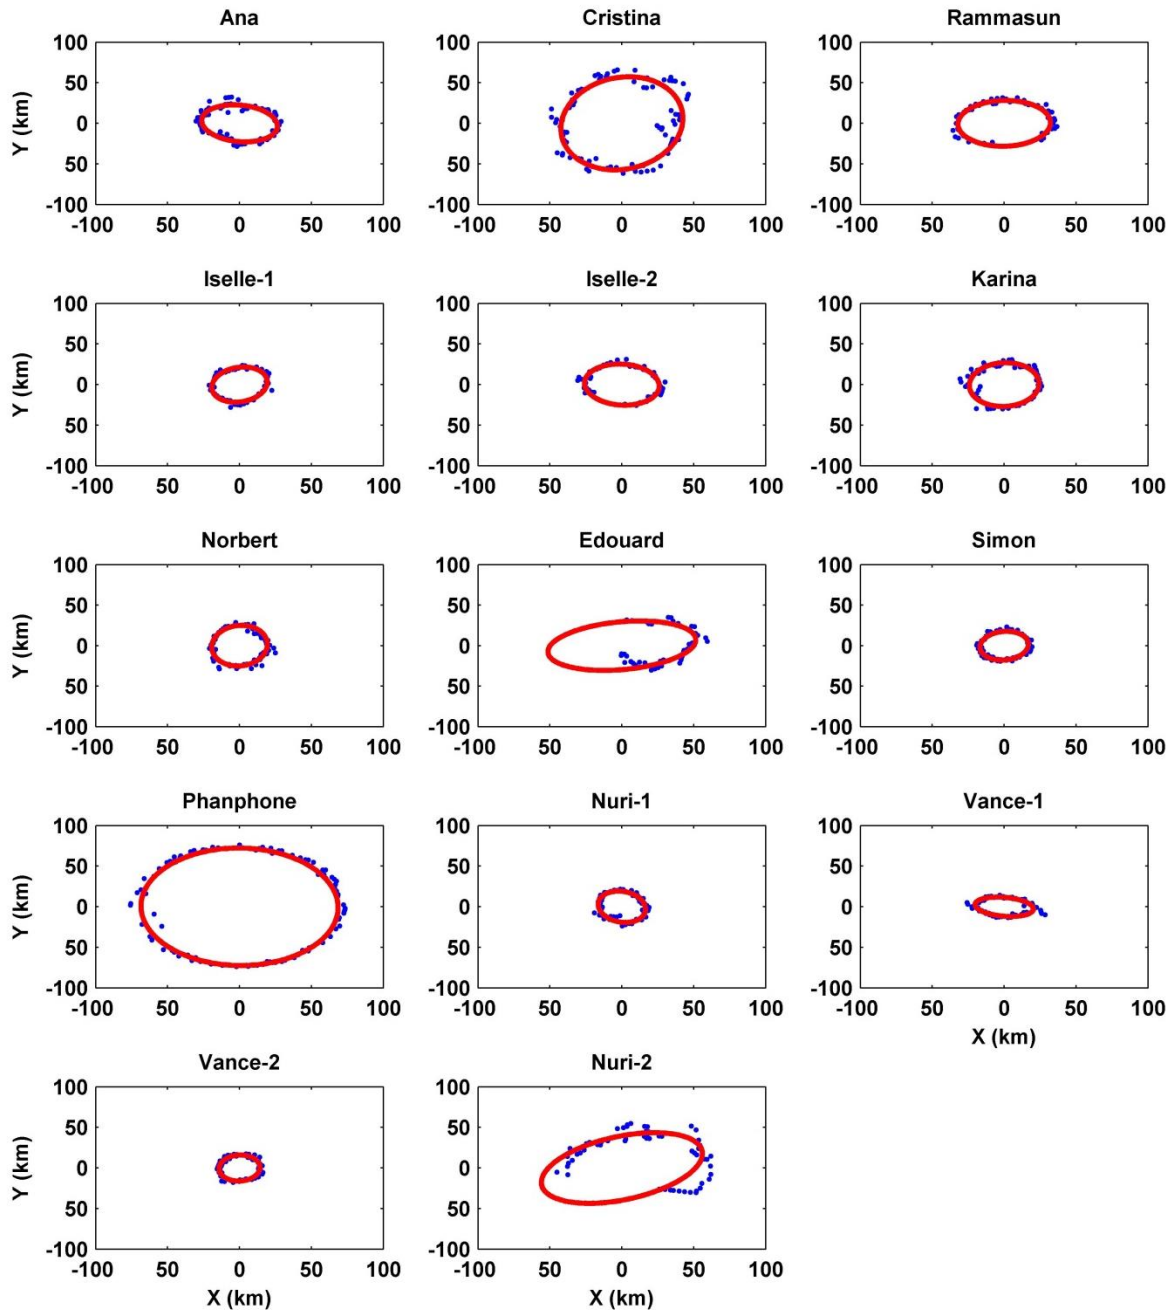 Ana Cristina Rammasun
100 100 100
50 50 50
Y (km) 0 0 0
-50 -50 -50
-100 -100 -100
-100 -50 0 50 100 -100 -50 0 50 100 -100 -50 0 50 100
Iselle-1 Iselle-2 Karina
100 100 100
50 50 50
Y (km) 0 0 0
-50 -50 -50
-100 -100 -100
-100 -50 0 50 100 -100 -50 0 50 100 -100 -50 0 50 100
Norbert Edouard Simon
100 100 100
50 50 50
Y (km) 0 0 0
-50 -50 -50
-100 -100 -100
-100 -50 0 50 100 -100 -50 0 50 100 -100 -50 0 50 100
Phanphone Nuri-1 Vance-1
100 100 100
50 50 50
Y (km) 0 0 0
-50 -50 -50
-100 -100 -100
-100 -50 0 50 100 -100 -50 0 50 100 -100 -50 0 50 100
X (km)
Vance-2 Nuri-2
100 100
50 50
Y (km) 0 0
-50 -50
-100 -100
-100 -50 0 50 100 -100 -50 0 50 100
X (km) X (km)